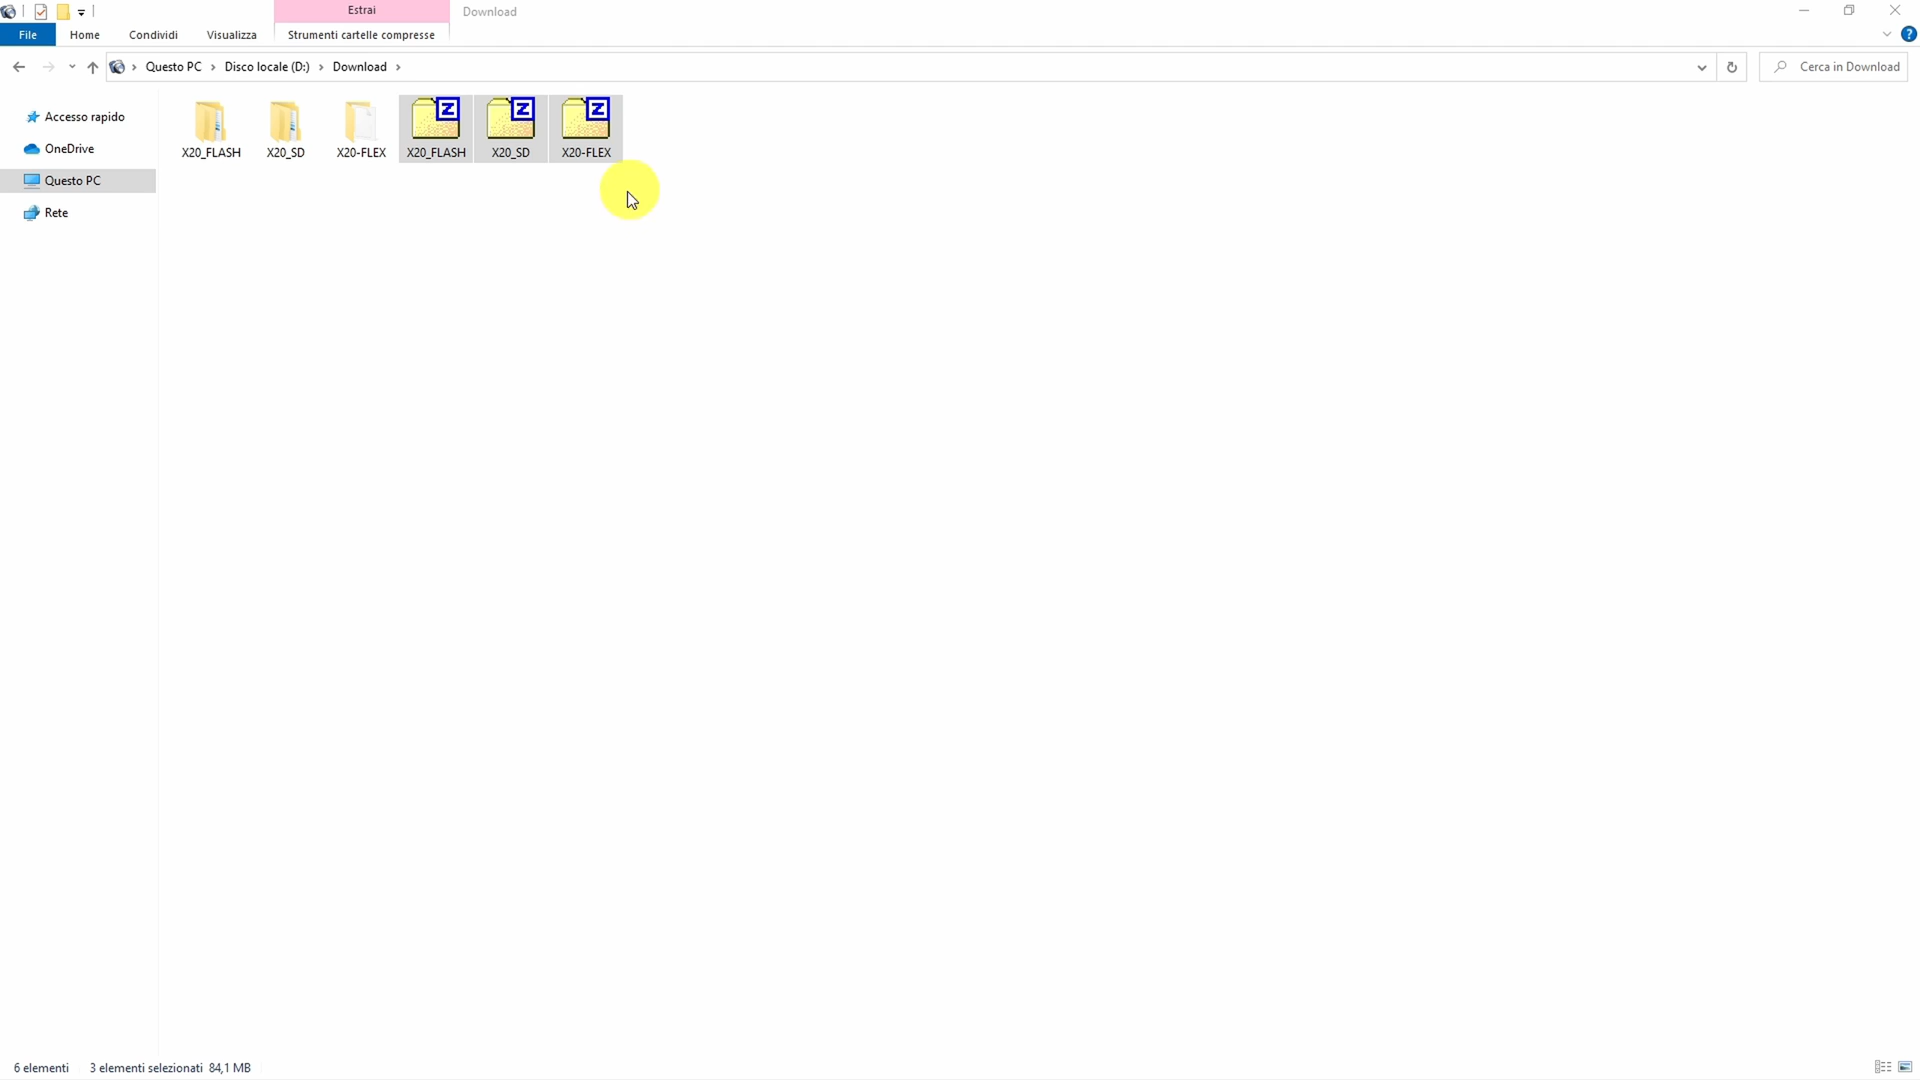 Estrai
Download
File
Home
Condividi
Visualizza
Strumenti cartelle compresse
Questo PC
Disco locale (D:)
Download
Cerca in Download
Accesso rapido
OneDrive
Questo PC
Rete
X20_FLASH
X20_SD
X20-FLEX
X20_FLASH
X20_SD
X20-FLEX
Z
Z
Z
6 elementi
3 elementi selezionati 84,1 MB